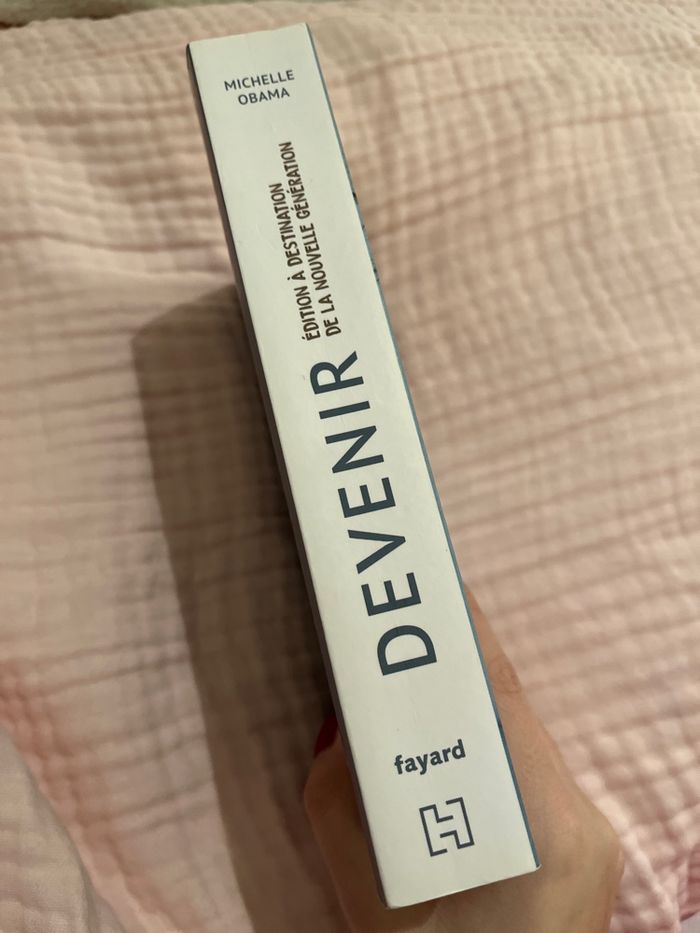 MICHELLE
OBAMA
ÉDITION À DESTINATION
DE LA NOUVELLE GÉNÉRATION
DEVENIR
fayard
H